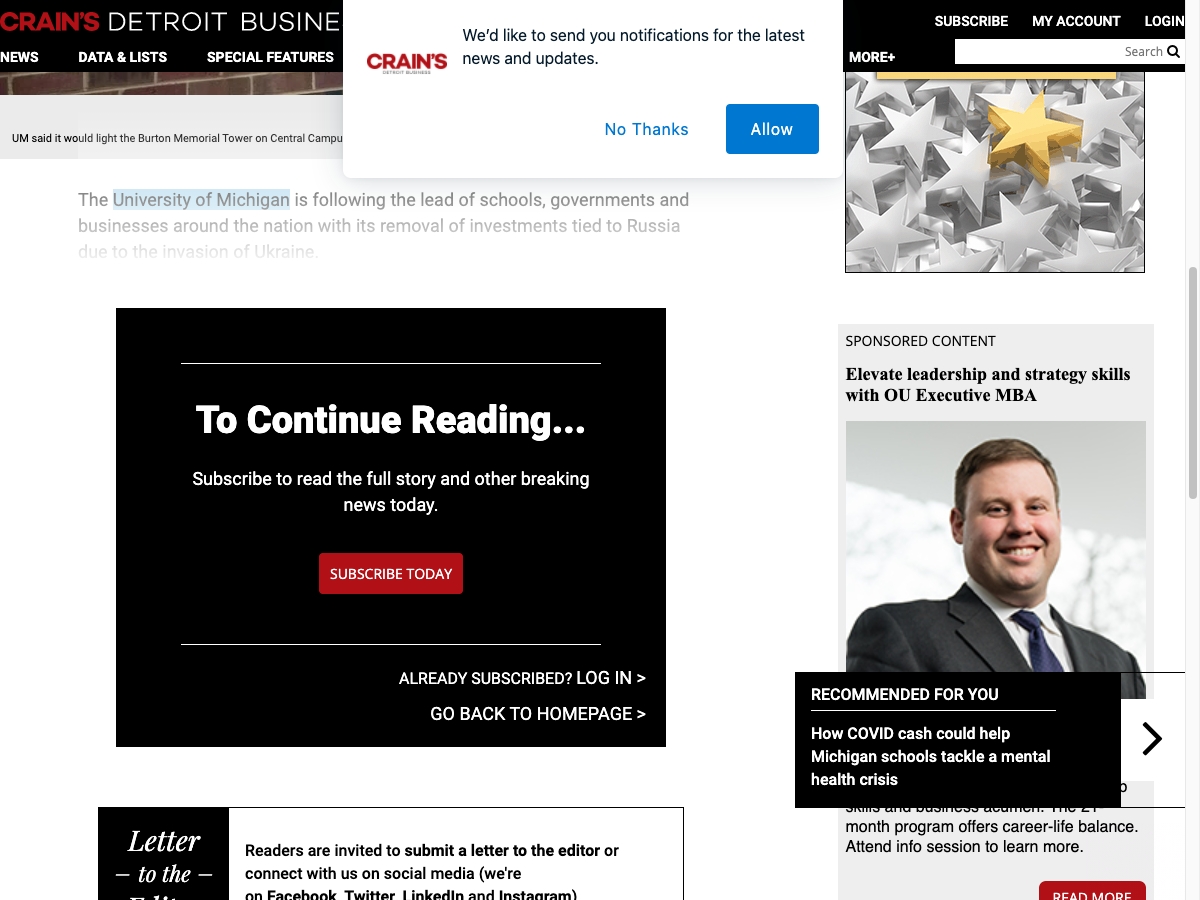 CRAIN'S DETROIT BUSINE
SUBSCRIBE MY ACCOUNT LOGIN
NEWS DATA & LISTS SPECIAL FEATURES MORE+
Search
We'd like to send you notifications for the latest
news and updates.
CRAIN'S
DETROIT BUSINESS
No Thanks Allow
UM said it would light the Burton Memorial Tower on Central Campu
The University of Michigan is following the lead of schools, governments and
businesses around the nation with its removal of investments tied to Russia
due to the invasion of Ukraine.
To Continue Reading...
Subscribe to read the full story and other breaking
news today.
SUBSCRIBE TODAY
ALREADY SUBSCRIBED? LOG IN >
GO BACK TO HOMEPAGE >
Letter
– to the –
Readers are invited to submit a letter to the editor or
connect with us on social media (we're
on Facebook, Twitter, LinkedIn and Instagram)
SPONSORED CONTENT
Elevate leadership and strategy skills
with OU Executive MBA
RECOMMENDED FOR YOU
How COVID cash could help
Michigan schools tackle a mental
health crisis
skills and business acumen. The 21-
month program offers career-life balance.
Attend info session to learn more.
READ MORE